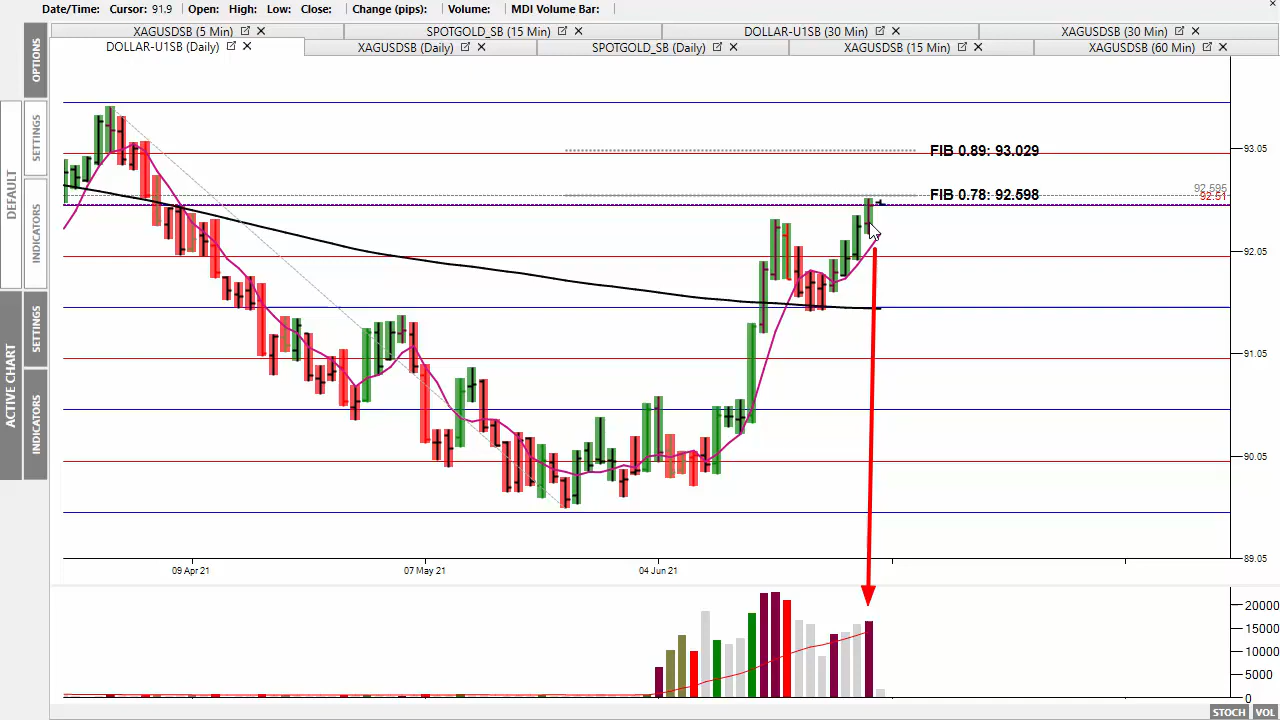 Date/Time: Cursor: 91.9 Open: High: Low: Close: Change (pips): Volume: MDI Volume Bar:
XAGUSDSB (5 Min) SPOTGOLD_SB (15 Min) DOLLAR-U1SB (30 Min) XAGUSDSB (30 Min)
DOLLAR-U1SB (Daily) XAGUSDSB (Daily) SPOTGOLD_SB (Daily) XAGUSDSB (15 Min) XAGUSDSB (60 Min)
OPTIONS
SETTINGS
DEFAULT
INDICATORS
SETTINGS
ACTIVE CHART
INDICATORS
FIB 0.89: 93.029
93.05
92.595
FIB 0.78: 92.598
92.51
92.05
91.05
90.05
89.05
09 Apr 21 07 May 21 04 Jun 21
20000
15000
10000
5000
0
STOCH VOL